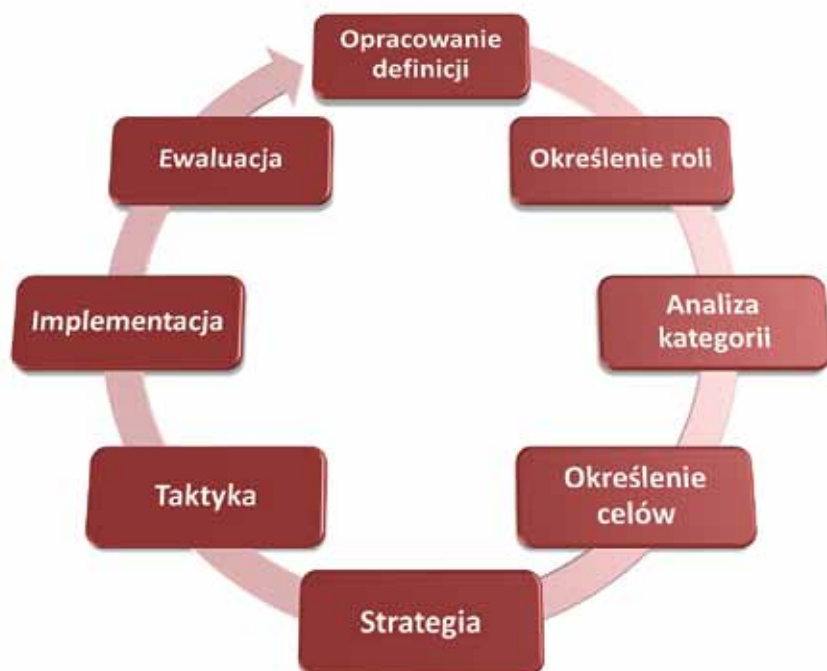 Opracowanie
definicji
Określenie roli
Analiza
kategorii
Określenie
celów
Strategia
Taktyka
Implementacja
Ewaluacja